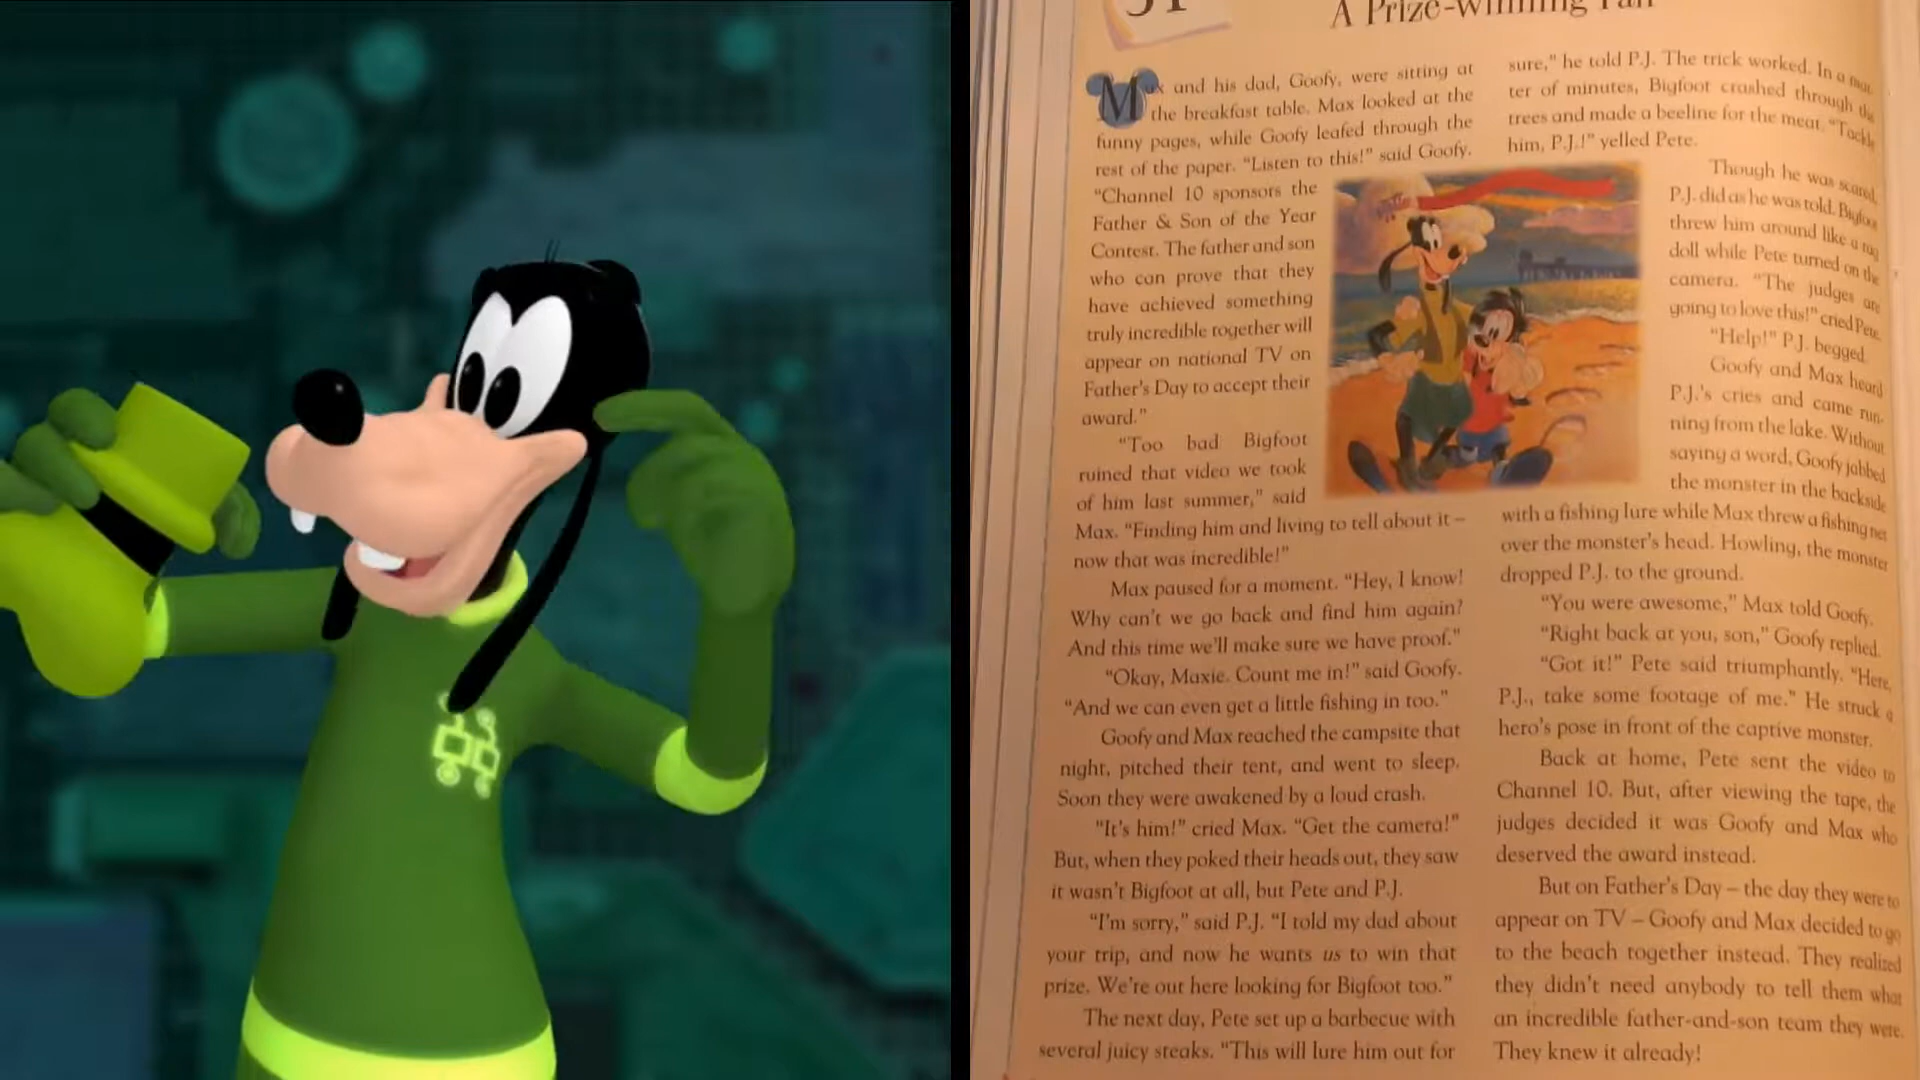 A Prize-Winning Pair
Max and his dad, Goofy, were sitting at
the breakfast table. Max looked at the
funny pages, while Goofy leafed through the
rest of the paper. “Listen to this!” said Goofy.
“Channel 10 sponsors the
Father & Son of the Year
Contest. The father and son
who can prove that they
have achieved something
truly incredible together will
appear on national TV on
Father’s Day to accept their
award.”
“Too bad Bigfoot
ruined that video we took
of him last summer,” said
Max. “Finding him and living to tell about it –
now that was incredible!”
Max paused for a moment. “Hey, I know!
Why can’t we go back and find him again?
And this time we’ll make sure we have proof.”
“Okay, Maxie. Count me in!” said Goofy.
“And we can even get a little fishing in too.”
Goofy and Max reached the campsite that
night, pitched their tent, and went to sleep.
Soon they were awakened by a loud crash.
“It’s him!” cried Max. “Get the camera!”
But, when they poked their heads out, they saw
it wasn’t Bigfoot at all, but Pete and P.J.
“I’m sorry,” said P.J. “I told my dad about
your trip, and now he wants us to win that
prize. We’re out here looking for Bigfoot too.”
The next day, Pete set up a barbecue with
several juicy steaks. “This will lure him out for
sure,” he told P.J. The trick worked. In a mat-
ter of minutes, Bigfoot crashed through the
trees and made a beeline for the meat. “Tackle
him, P.J.!” yelled Pete.
Though he was scared,
P.J. did as he was told. Bigfoot
threw him around like a rag
doll while Pete turned on the
camera. “The judges are
going to love this!” cried Pete.
“Help!” P.J. begged.
Goofy and Max heard
P.J.’s cries and came run-
ning from the lake. Without
saying a word, Goofy jabbed
the monster in the backside
with a fishing lure while Max threw a fishing net
over the monster’s head. Howling, the monster
dropped P.J. to the ground.
“You were awesome,” Max told Goofy.
“Right back at you, son,” Goofy replied.
“Got it!” Pete said triumphantly. “Here,
P.J., take some footage of me.” He struck a
hero’s pose in front of the captive monster.
Back at home, Pete sent the video to
Channel 10. But, after viewing the tape, the
judges decided it was Goofy and Max who
deserved the award instead.
But on Father’s Day – the day they were to
appear on TV – Goofy and Max decided to go
to the beach together instead. They realized
they didn’t need anybody to tell them what
an incredible father-and-son team they were.
They knew it already!